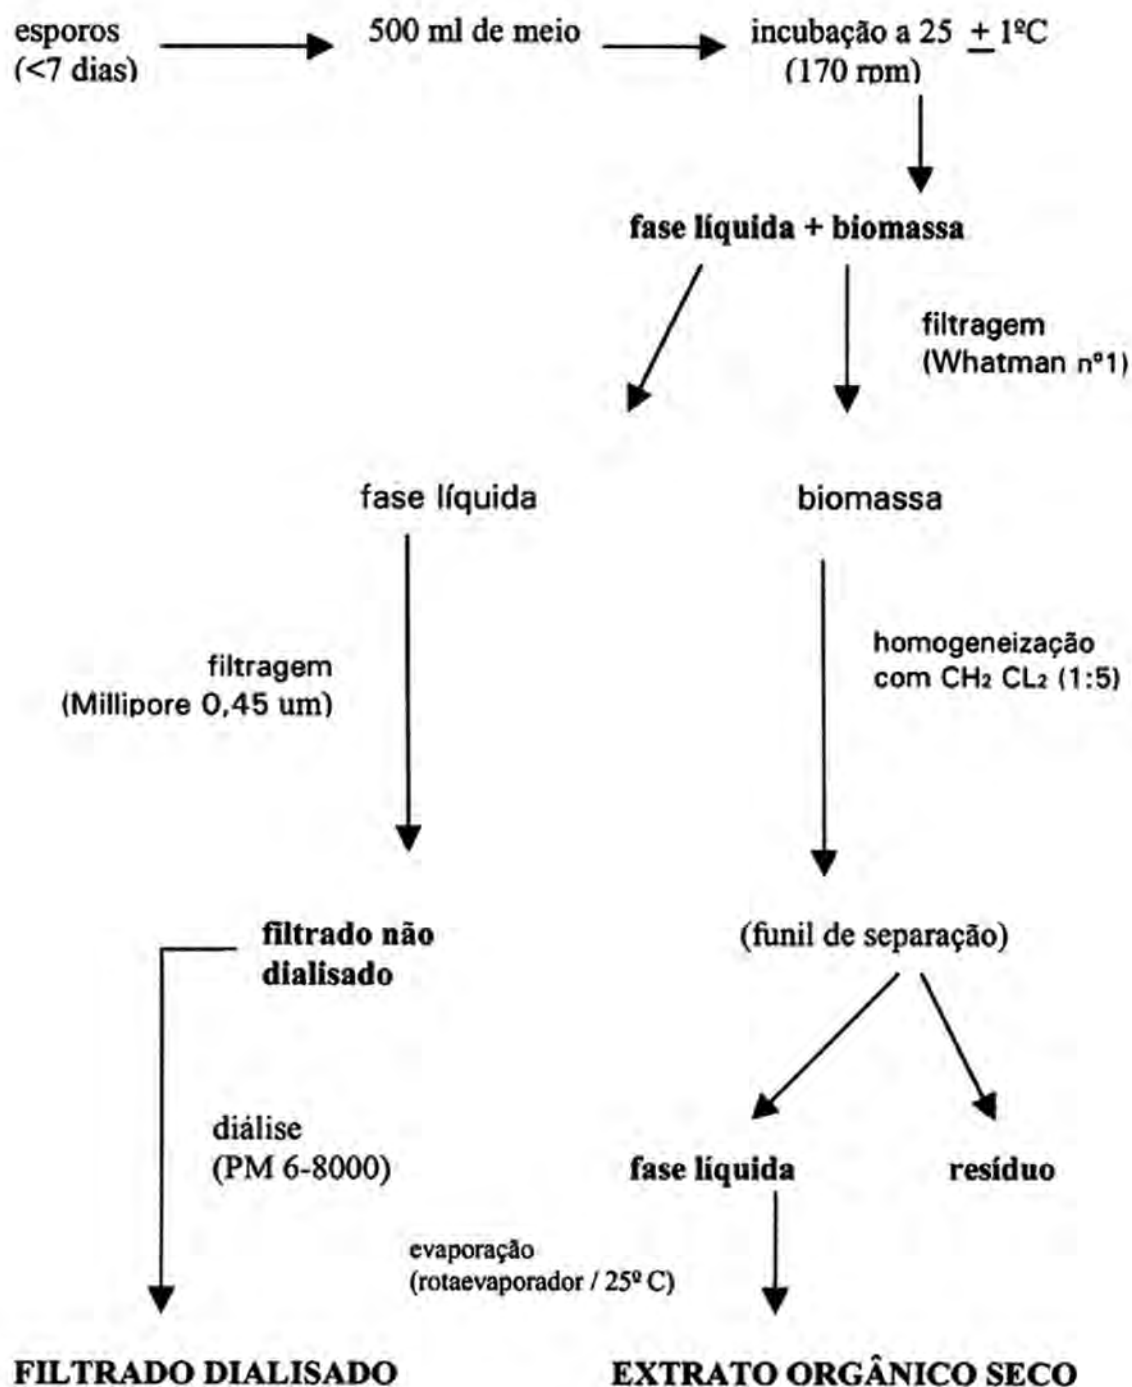 esporos
(<7 dias)
500 ml de meio
incubação a 25 ± 1ºC
(170 rpm)
fase líquida + biomassa
filtragem
(Whatman nº1)
fase líquida
biomassa
filtragem
(Millipore 0,45 um)
homogeneização
com CH₂ CL₂ (1:5)
filtrado não
dialisado
(funil de separação)
diálise
(PM 6-8000)
fase líquida
resíduo
evaporação
(rotaevaporador / 25º C)
FILTRADO DIALISADO
EXTRATO ORGÂNICO SECO